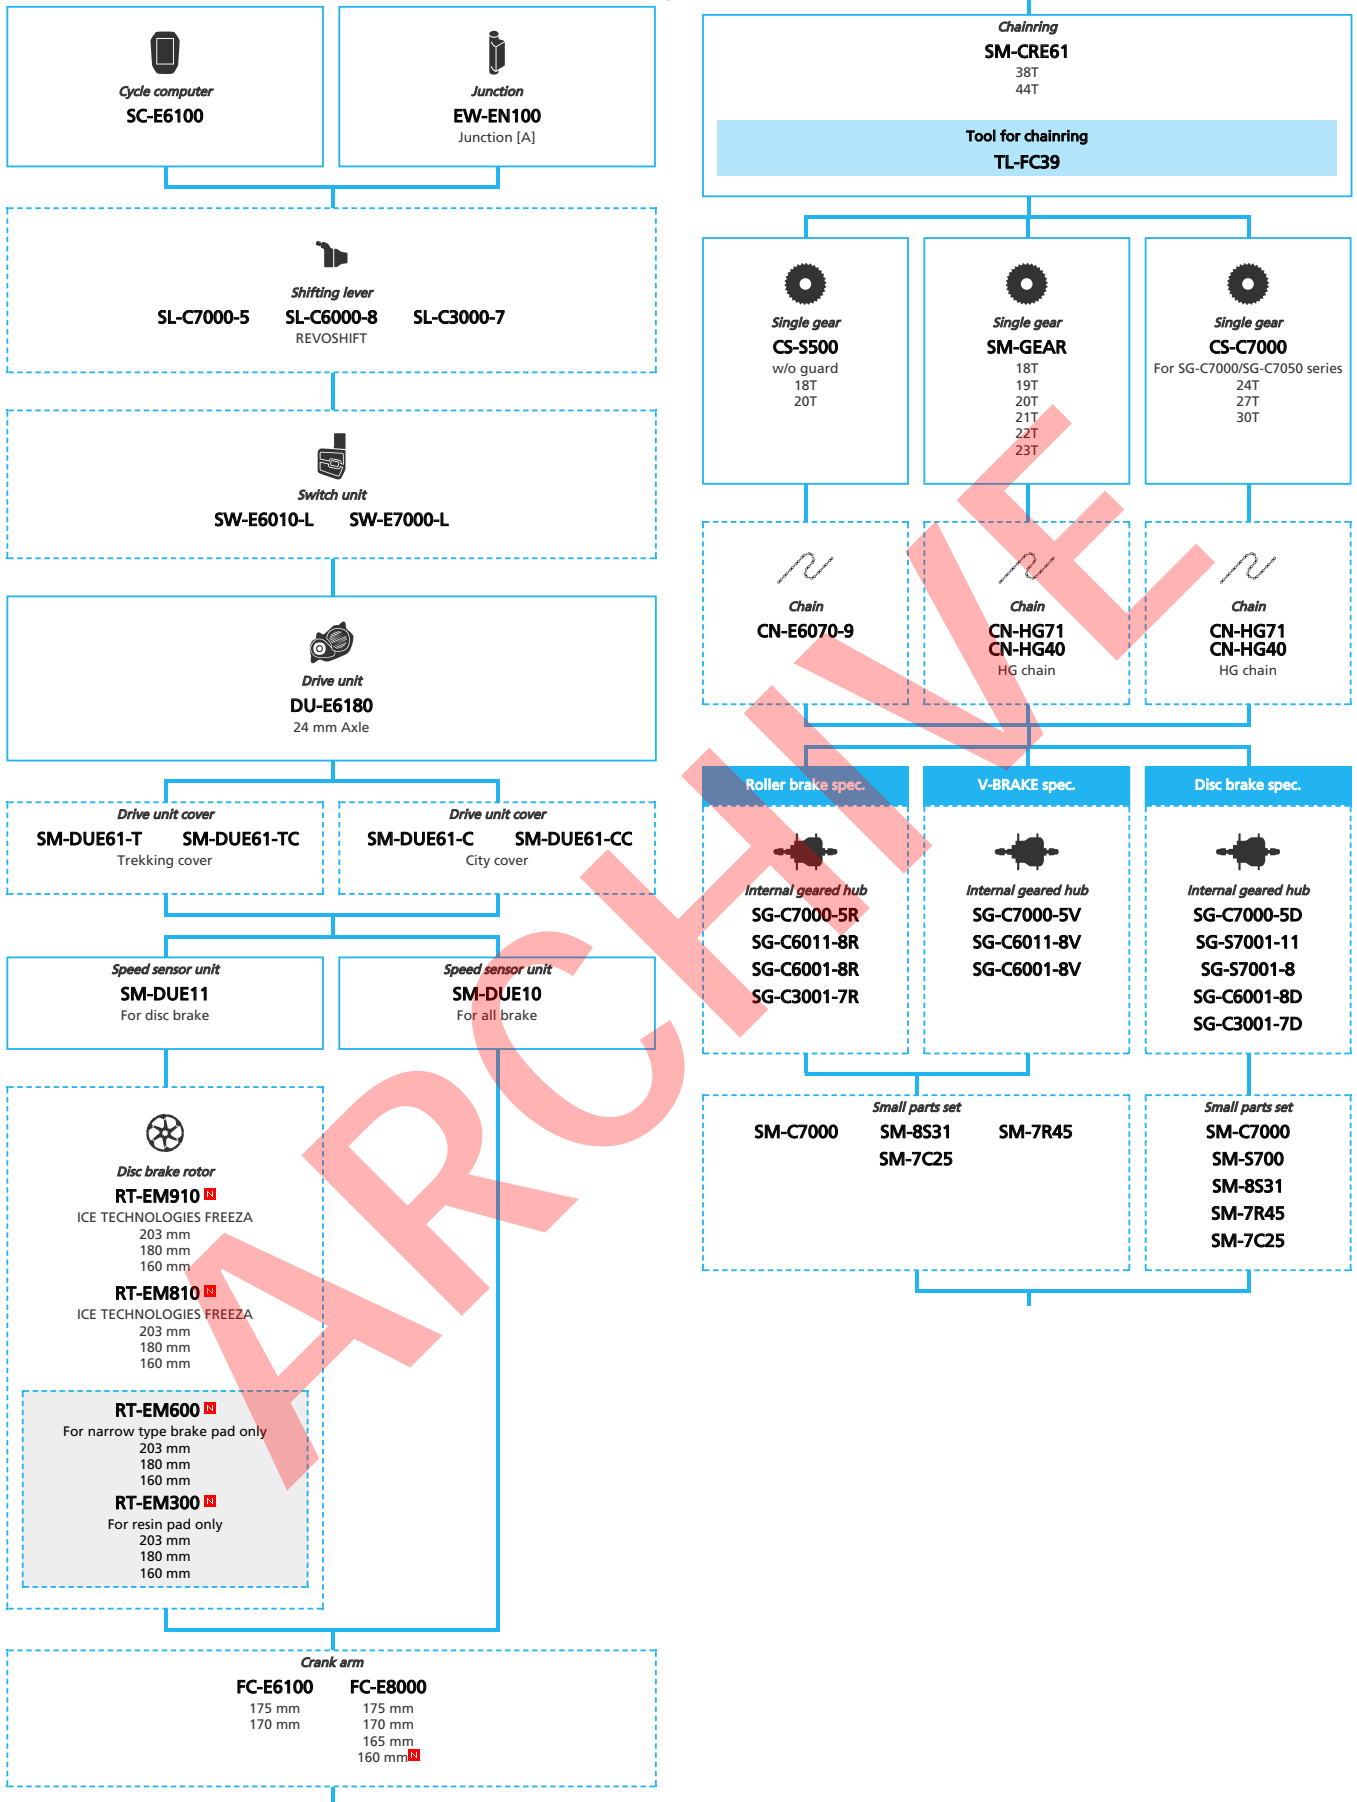 Cycle computer
SC-E6100
Junction
EW-EN100
Junction [A]
Shifting lever
SL-C7000-5 SL-C6000-8 SL-C3000-7
REVOSHIFT
Switch unit
SW-E6010-L SW-E7000-L
Drive unit
DU-E6180
24 mm Axle
Drive unit cover
SM-DUE61-T SM-DUE61-TC
Trekking cover
Drive unit cover
SM-DUE61-C SM-DUE61-CC
City cover
Speed sensor unit
SM-DUE11
For disc brake
Speed sensor unit
SM-DUE10
For all brake
Disc brake rotor
RT-EM910 N
ICE TECHNOLOGIES FREEZA
203 mm
180 mm
160 mm
RT-EM810 N
ICE TECHNOLOGIES FREEZA
203 mm
180 mm
160 mm
RT-EM600 N
For narrow type brake pad only
203 mm
180 mm
160 mm
RT-EM300 N
For resin pad only
203 mm
180 mm
160 mm
Crank arm
FC-E6100
175 mm
170 mm
FC-E8000
175 mm
170 mm
165 mm
160 mm N
Chainring
SM-CRE61
38T
44T
Tool for chainring
TL-FC39
Single gear
CS-S500
w/o guard
18T
20T
Single gear
SM-GEAR
18T
19T
20T
21T
22T
23T
Single gear
CS-C7000
For SG-C7000/SG-C7050 series
24T
27T
30T
Chain
CN-E6070-9
Chain
CN-HG71
CN-HG40
HG chain
Chain
CN-HG71
CN-HG40
HG chain
Roller brake spec.
Internal geared hub
SG-C7000-5R
SG-C6011-8R
SG-C6001-8R
SG-C3001-7R
V-BRAKE spec.
Internal geared hub
SG-C7000-5V
SG-C6011-8V
SG-C6001-8V
Disc brake spec.
Internal geared hub
SG-C7000-5D
SG-S7001-11
SG-S7001-8
SG-C6001-8D
SG-C3001-7D
Small parts set
SM-C7000 SM-8S31 SM-7R45
SM-7C25
Small parts set
SM-C7000
SM-S700
SM-8S31
SM-7R45
SM-7C25
ARCHIVE